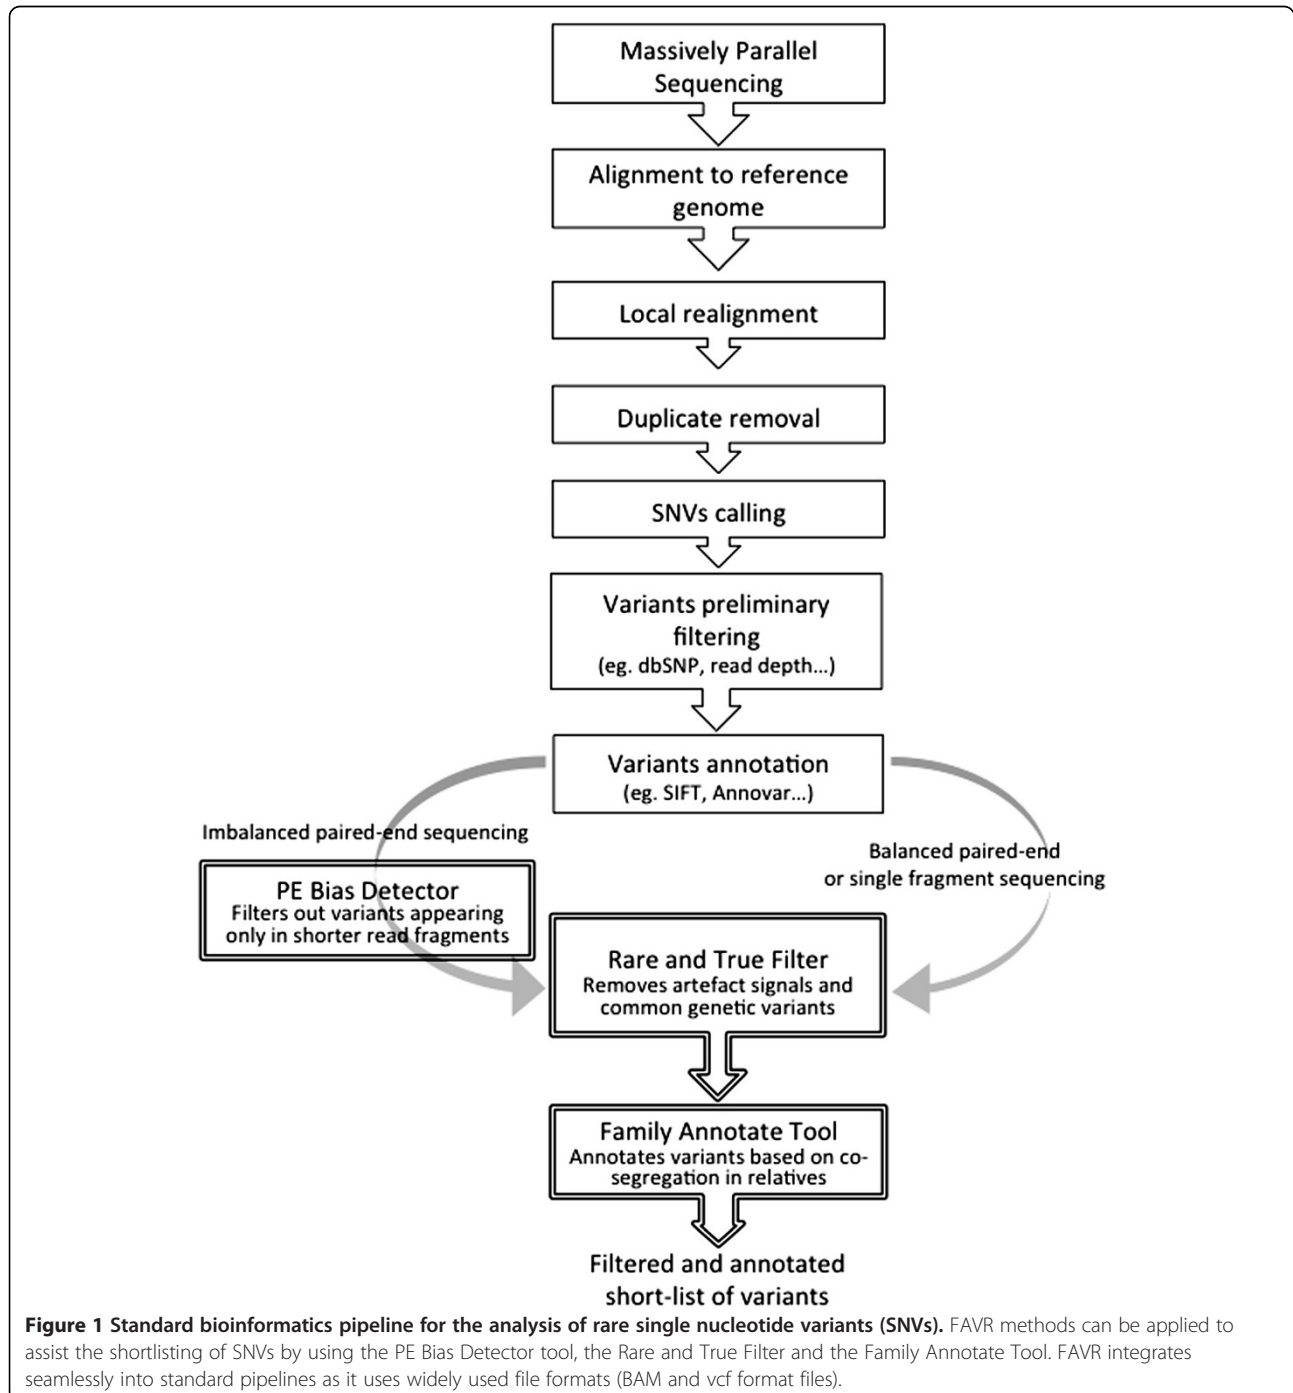 Massively Parallel
Sequencing
Alignment to reference
genome
Local realignment
Duplicate removal
SNVs calling
Variants preliminary
filtering
(eg. dbSNP, read depth...)
Variants annotation
(eg. SIFT, Annovar...)
Imbalanced paired-end sequencing
PE Bias Detector
Filters out variants appearing
only in shorter read fragments
Balanced paired-end
or single fragment sequencing
Rare and True Filter
Removes artefact signals and
common genetic variants
Family Annotate Tool
Annotates variants based on co-
segregation in relatives
Filtered and annotated
short-list of variants
Figure 1 Standard bioinformatics pipeline for the analysis of rare single nucleotide variants (SNVs). FAVR methods can be applied to
assist the shortlisting of SNVs by using the PE Bias Detector tool, the Rare and True Filter and the Family Annotate Tool. FAVR integrates
seamlessly into standard pipelines as it uses widely used file formats (BAM and vcf format files).